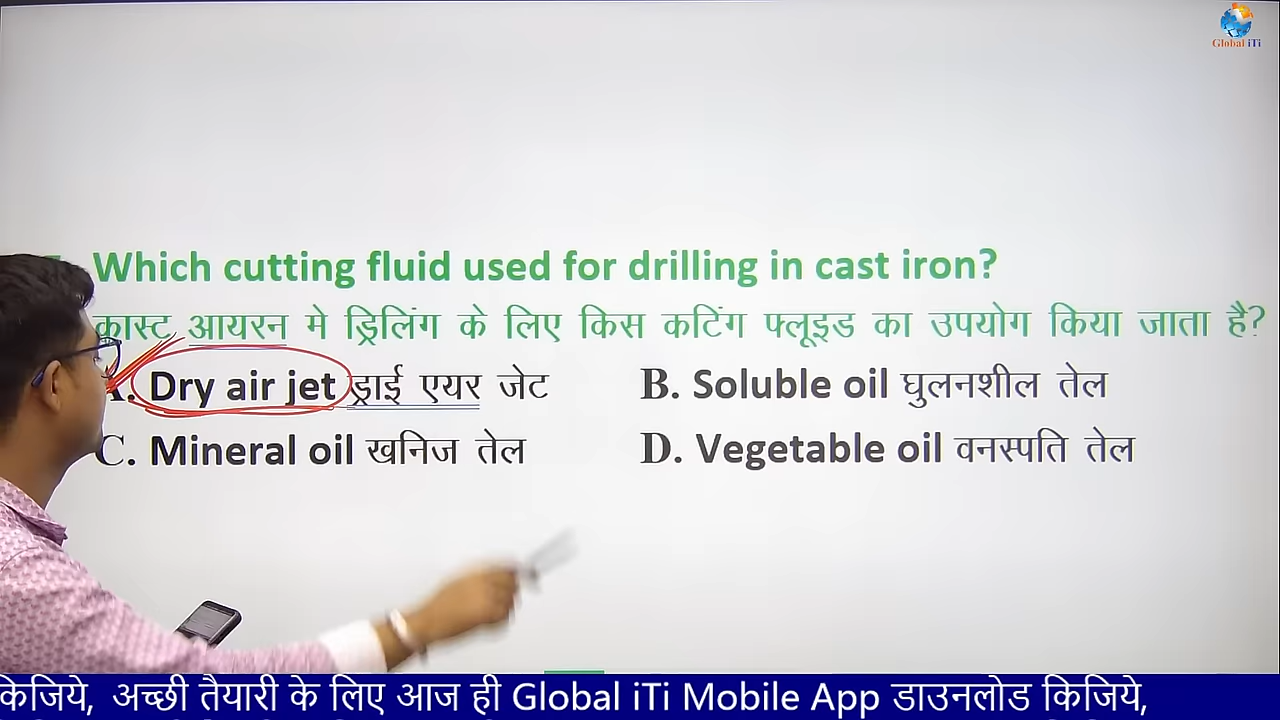 Global iTi
Which cutting fluid used for drilling in cast iron?
कास्ट आयरन मे ड्रिलिंग के लिए किस कटिंग फ्लूइड का उपयोग किया जाता है?
A. Dry air jet ड्राई एयर जेट
B. Soluble oil घुलनशील तेल
C. Mineral oil खनिज तेल
D. Vegetable oil वनस्पति तेल
किजिये, अच्छी तैयारी के लिए आज ही Global iTi Mobile App डाउनलोड किजिये,